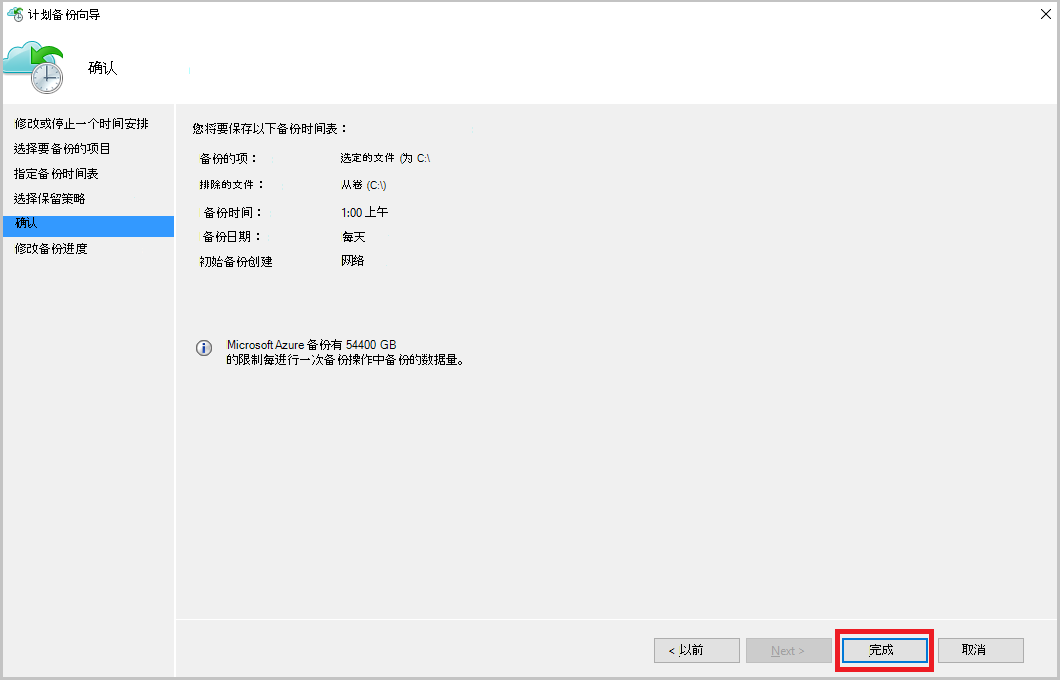 计划备份向导
确认
修改或停止一个时间安排
选择要备份的项目
指定备份时间表
选择保留策略
确认
修改备份进度
您将要保存以下备份时间表：
备份的项： 选定的文件 (为 C:\
排除的文件： 从卷 (C:\)
备份时间： 1:00 上午
备份日期： 每天
初始备份创建 网络
Microsoft Azure 备份有 54400 GB
的限制每进行一次备份操作中备份的数据量。
< 以前 Next > 完成 取消